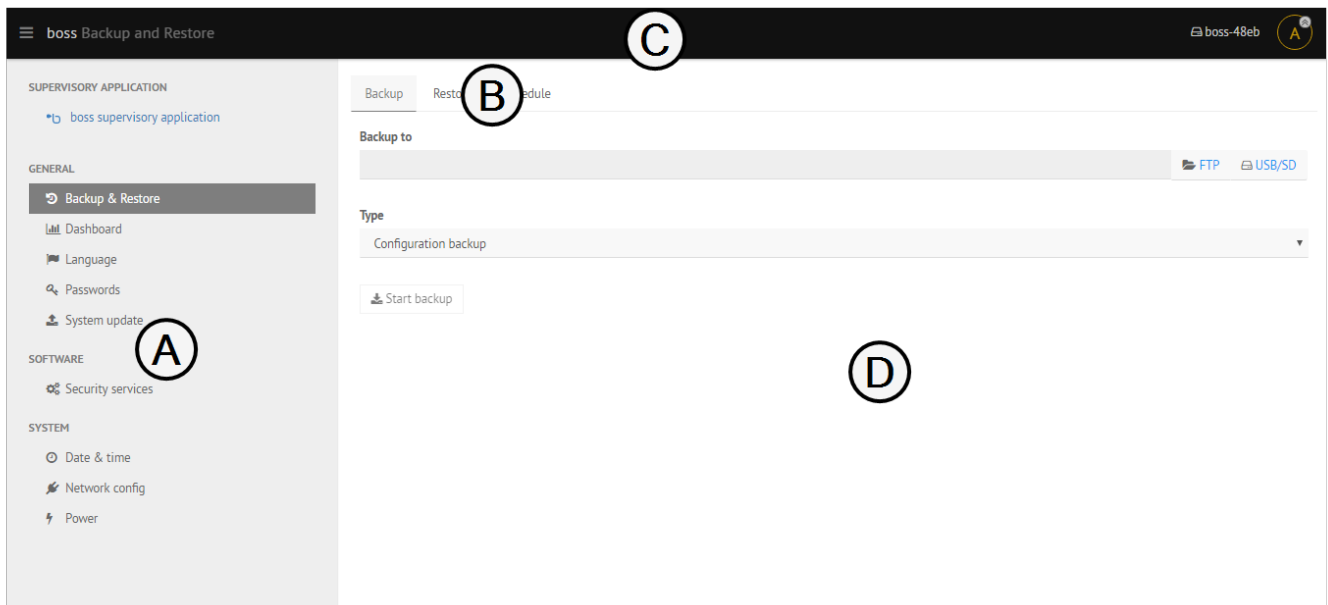 boss Backup and Restore
C
boss-48eb
A
SUPERVISORY APPLICATION
boss supervisory application
GENERAL
Backup & Restore
Dashboard
Language
Passwords
System update
A
SOFTWARE
Security services
SYSTEM
Date & time
Network config
Power
Backup
B
Backup to
FTP
USB/SD
Type
Configuration backup
Start backup
D